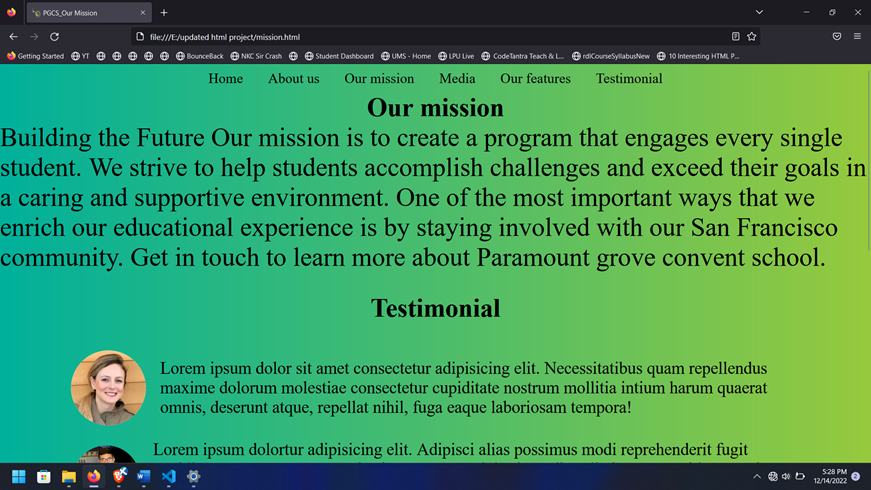 PGCS_Our Mission
file:///E:/updated html project/mission.html
Getting Started YT BounceBack NKC Sir Crash Student Dashboard UMS - Home LPU Live CodeTantra Teach & L... rdlCourseSyllabusNew 10 Interesting HTML P...
Home About us Our mission Media Our features Testimonial
Our mission
Building the Future Our mission is to create a program that engages every single
student. We strive to help students accomplish challenges and exceed their goals in
a caring and supportive environment. One of the most important ways that we
enrich our educational experience is by staying involved with our San Francisco
community. Get in touch to learn more about Paramount grove convent school.
Testimonial
Lorem ipsum dolor sit amet consectetur adipisicing elit. Necessitatibus quam repellendus
maxime dolorum molestiae consectetur cupiditate nostrum mollitia intium harum quaerat
omnis, deserunt atque, repellat nihil, fuga eaque laboriosam tempora!
Lorem ipsum dolortur adipisicing elit. Adipisci alias possimus modi reprehenderit fugit
5:28 PM
12/14/2022
2